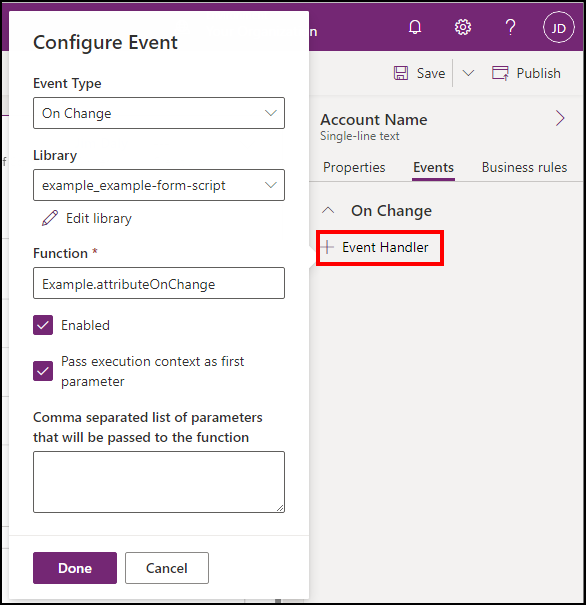 Configure Event
Event Type
On Change
Library
example_example-form-script
Edit library
Function *
Example.attributeOnChange
Enabled
Pass execution context as first
parameter
Comma separated list of parameters
that will be passed to the function
Done
Cancel
n
?
JD
Save
Publish
Account Name
Single-line text
Properties
Events
Business rules
On Change
Event Handler
f